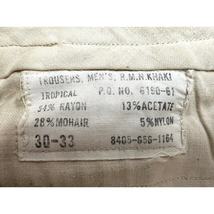 TROUSERS, MEN'S, R.M.N. KHAKI
TROPICAL P.O. NO. 6160-61
54% RAYON 13% ACETATE
28% MOHAIR 5% NYLON
30-33 8405-656-1164